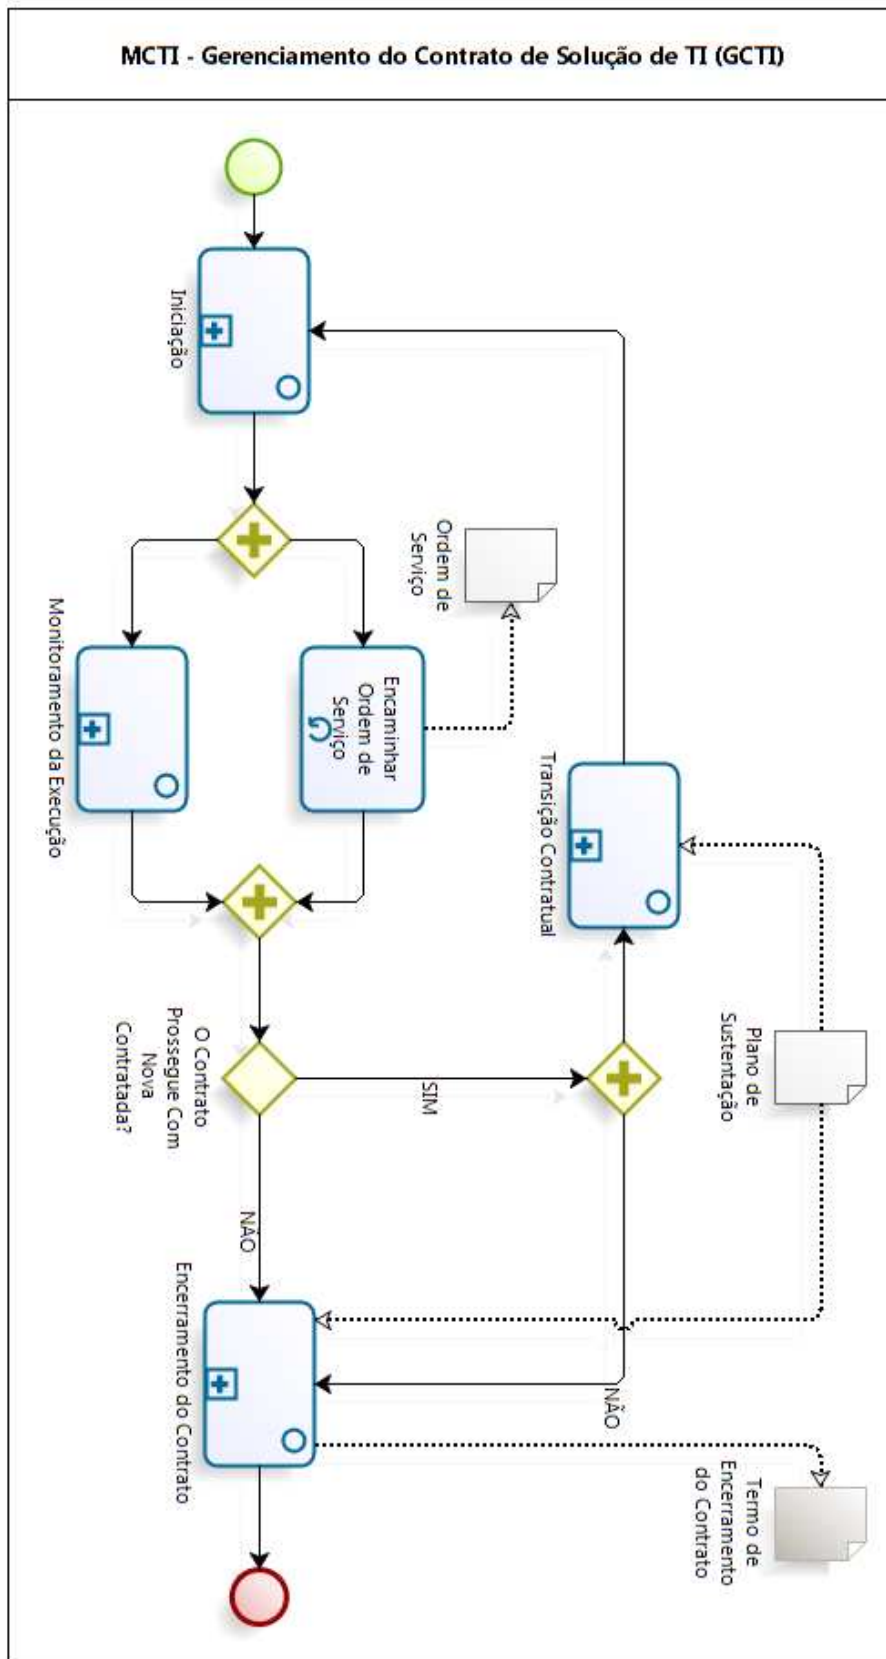 MCTI - Gerenciamento do Contrato de Solução de TI (GCTI)
Iniciação
Ordem de
Serviço
Encaminhar
Ordem de
Serviço
Monitoramento da Execução
Transição Contratual
Plano de
Sustentação
O Contrato
Prossegue Com
Nova
Contratada?
SIM
NÃO
NÃO
Encerramento do Contrato
Termo de
Encerramento
do Contrato